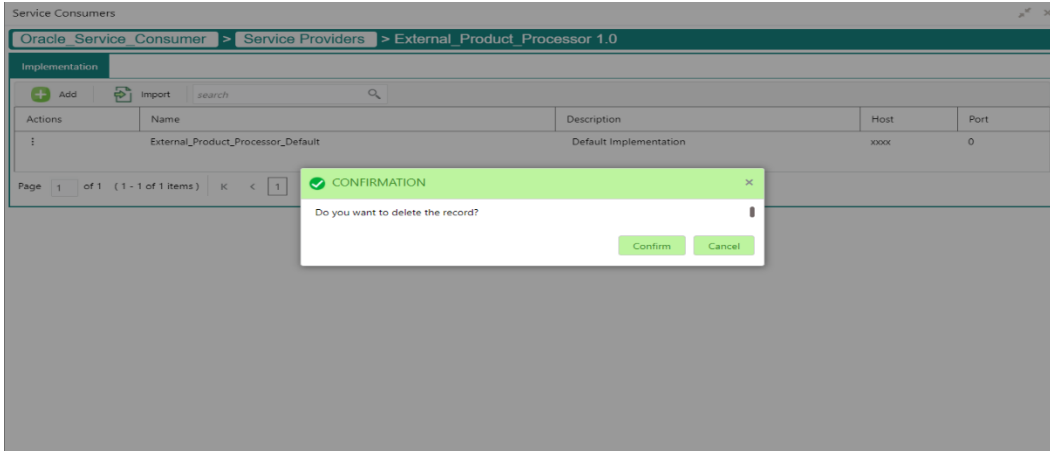 Service Consumers
Oracle_Service_Consumer > Service Providers > External_Product_Processor 1.0
Implementation
Add Import search
Actions Name Description Host Port
External_Product_Processor_Default Default Implementation xxxx 0
Page 1 of 1 (1 - 1 of 1 items) K < 1
CONFIRMATION ×
Do you want to delete the record?
Confirm Cancel